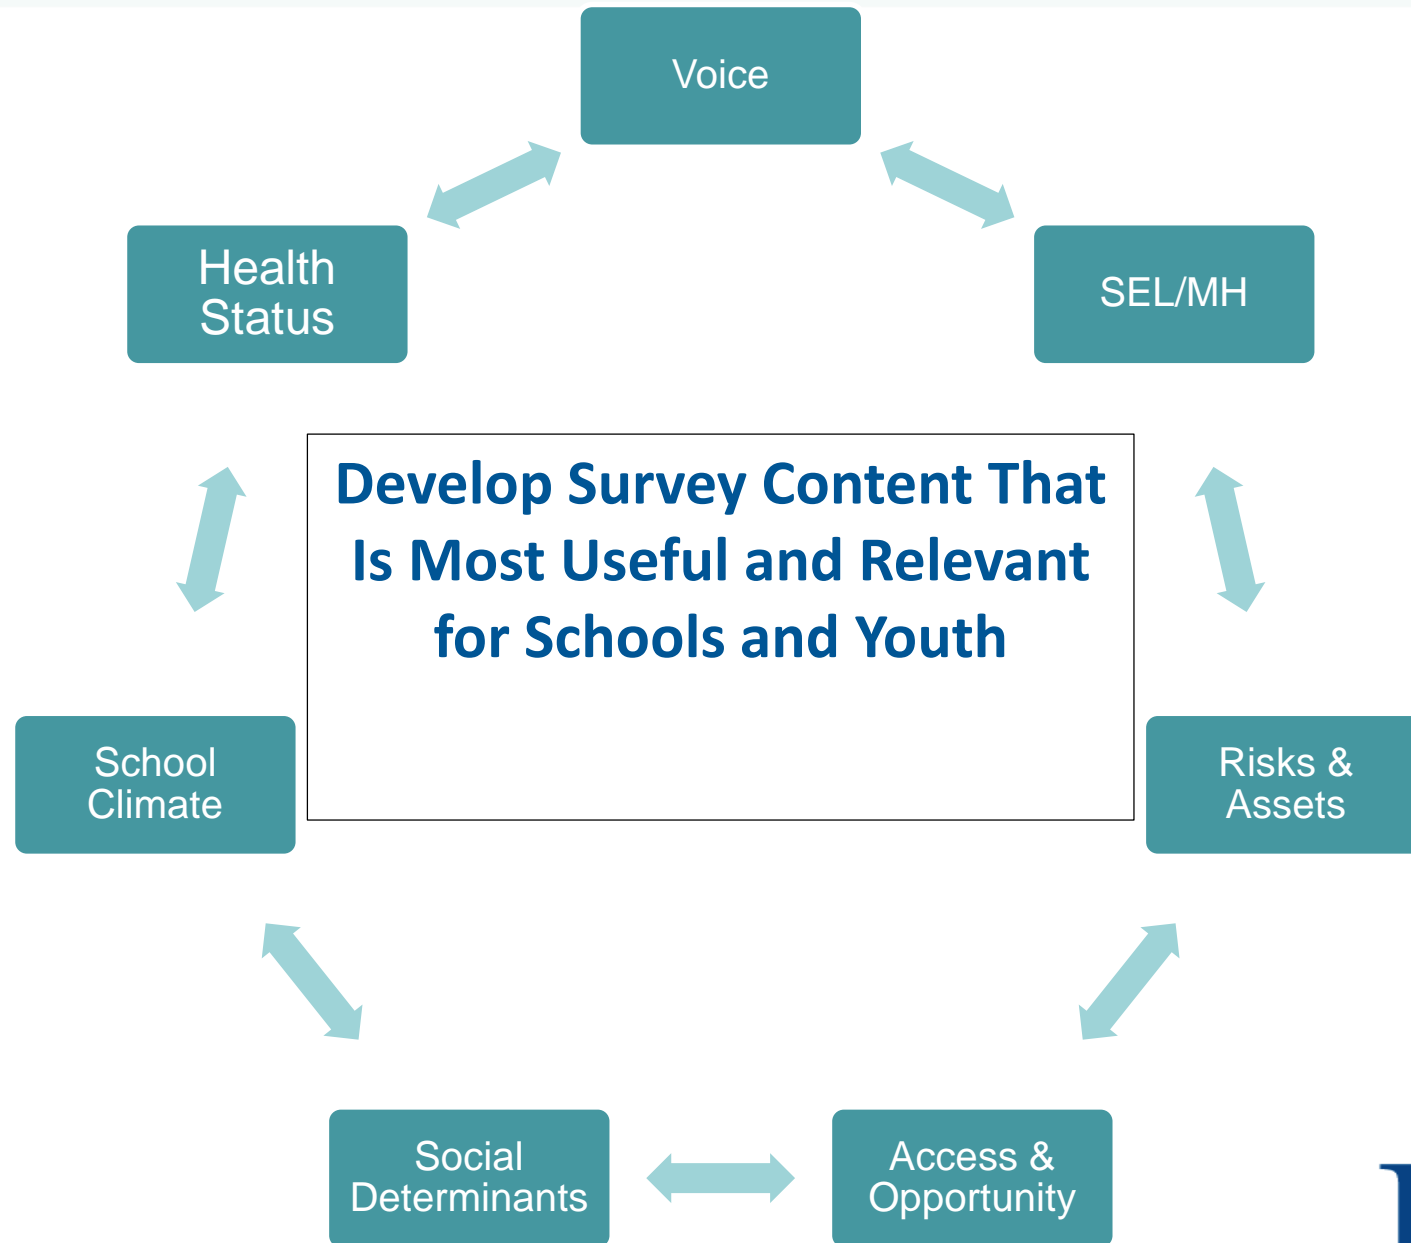 Voice
Health
Status
SEL/MH
Develop Survey Content That
Is Most Useful and Relevant
for Schools and Youth
School
Climate
Risks &
Assets
Social
Determinants
Access &
Opportunity